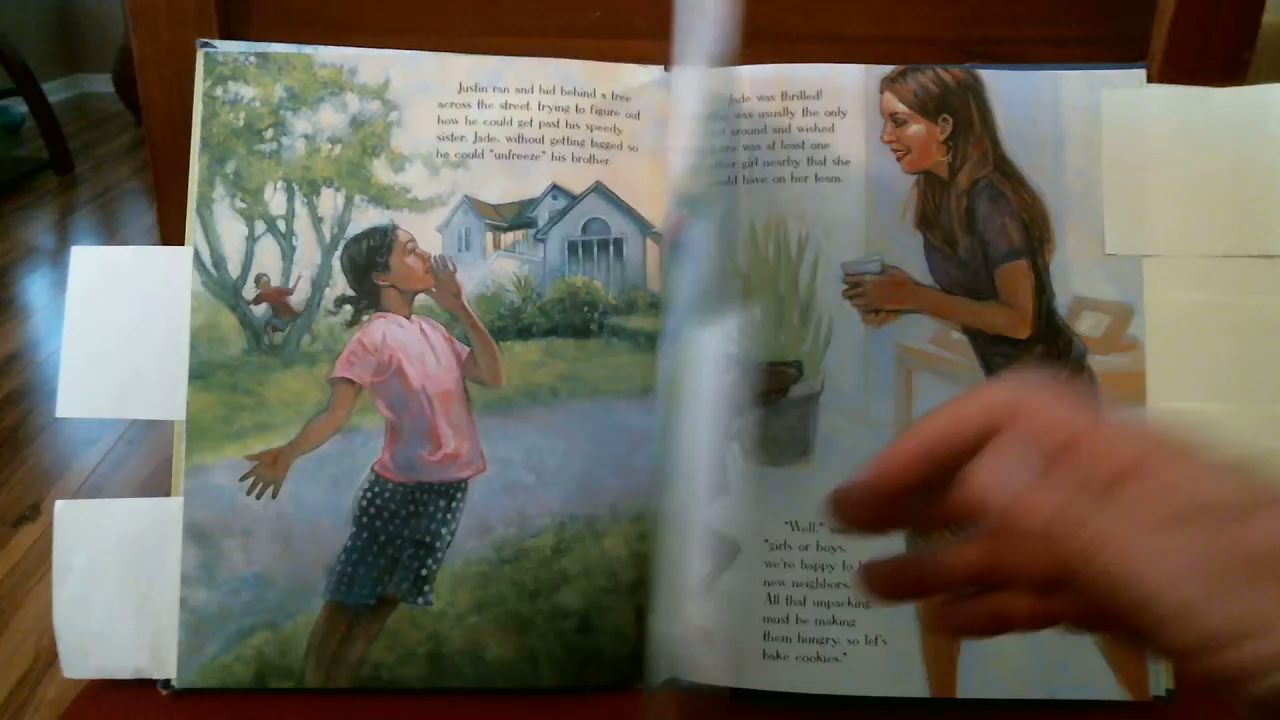 Justin ran and hid behind a tree
across the street, trying to figure out
how he could get past his speedy
sister, Jade, without getting tagged so
he could "unfreeze" his brother.
Jade was thrilled!
was usually the only
around and wished
was at least one
girl nearby that she
have on her team.
"Well,"
"girls or boys,
we're happy to
new neighbors.
All that unpacking
must be making
them hungry, so let's
bake cookies."